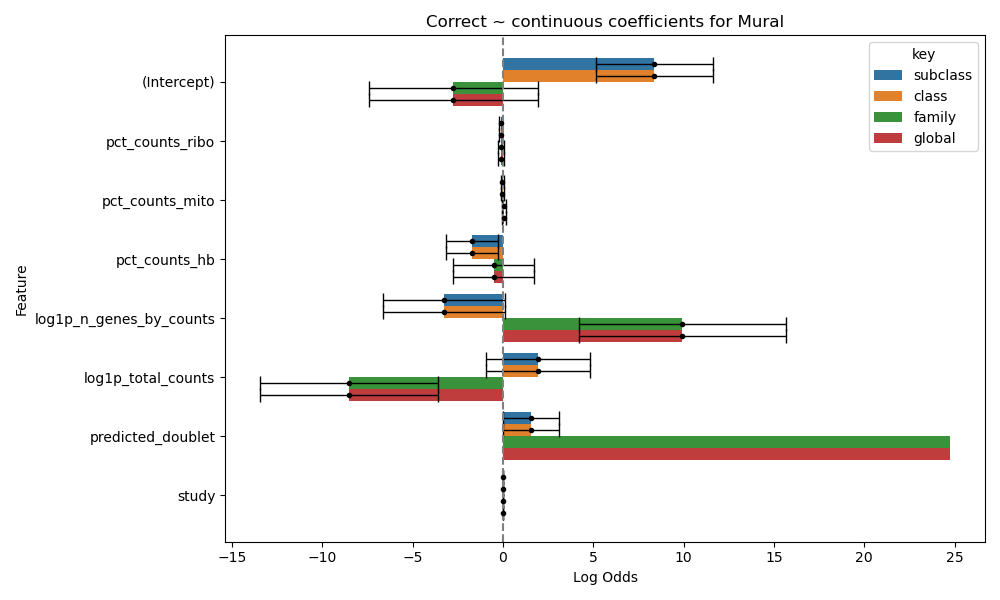 Correct ~ continuous coefficients for Mural
key
subclass
class
family
global
Feature
(Intercept)
pct_counts_ribo
pct_counts_mito
pct_counts_hb
log1p_n_genes_by_counts
log1p_total_counts
predicted_doublet
study
−15
−10
−5
0
5
10
15
20
25
Log Odds